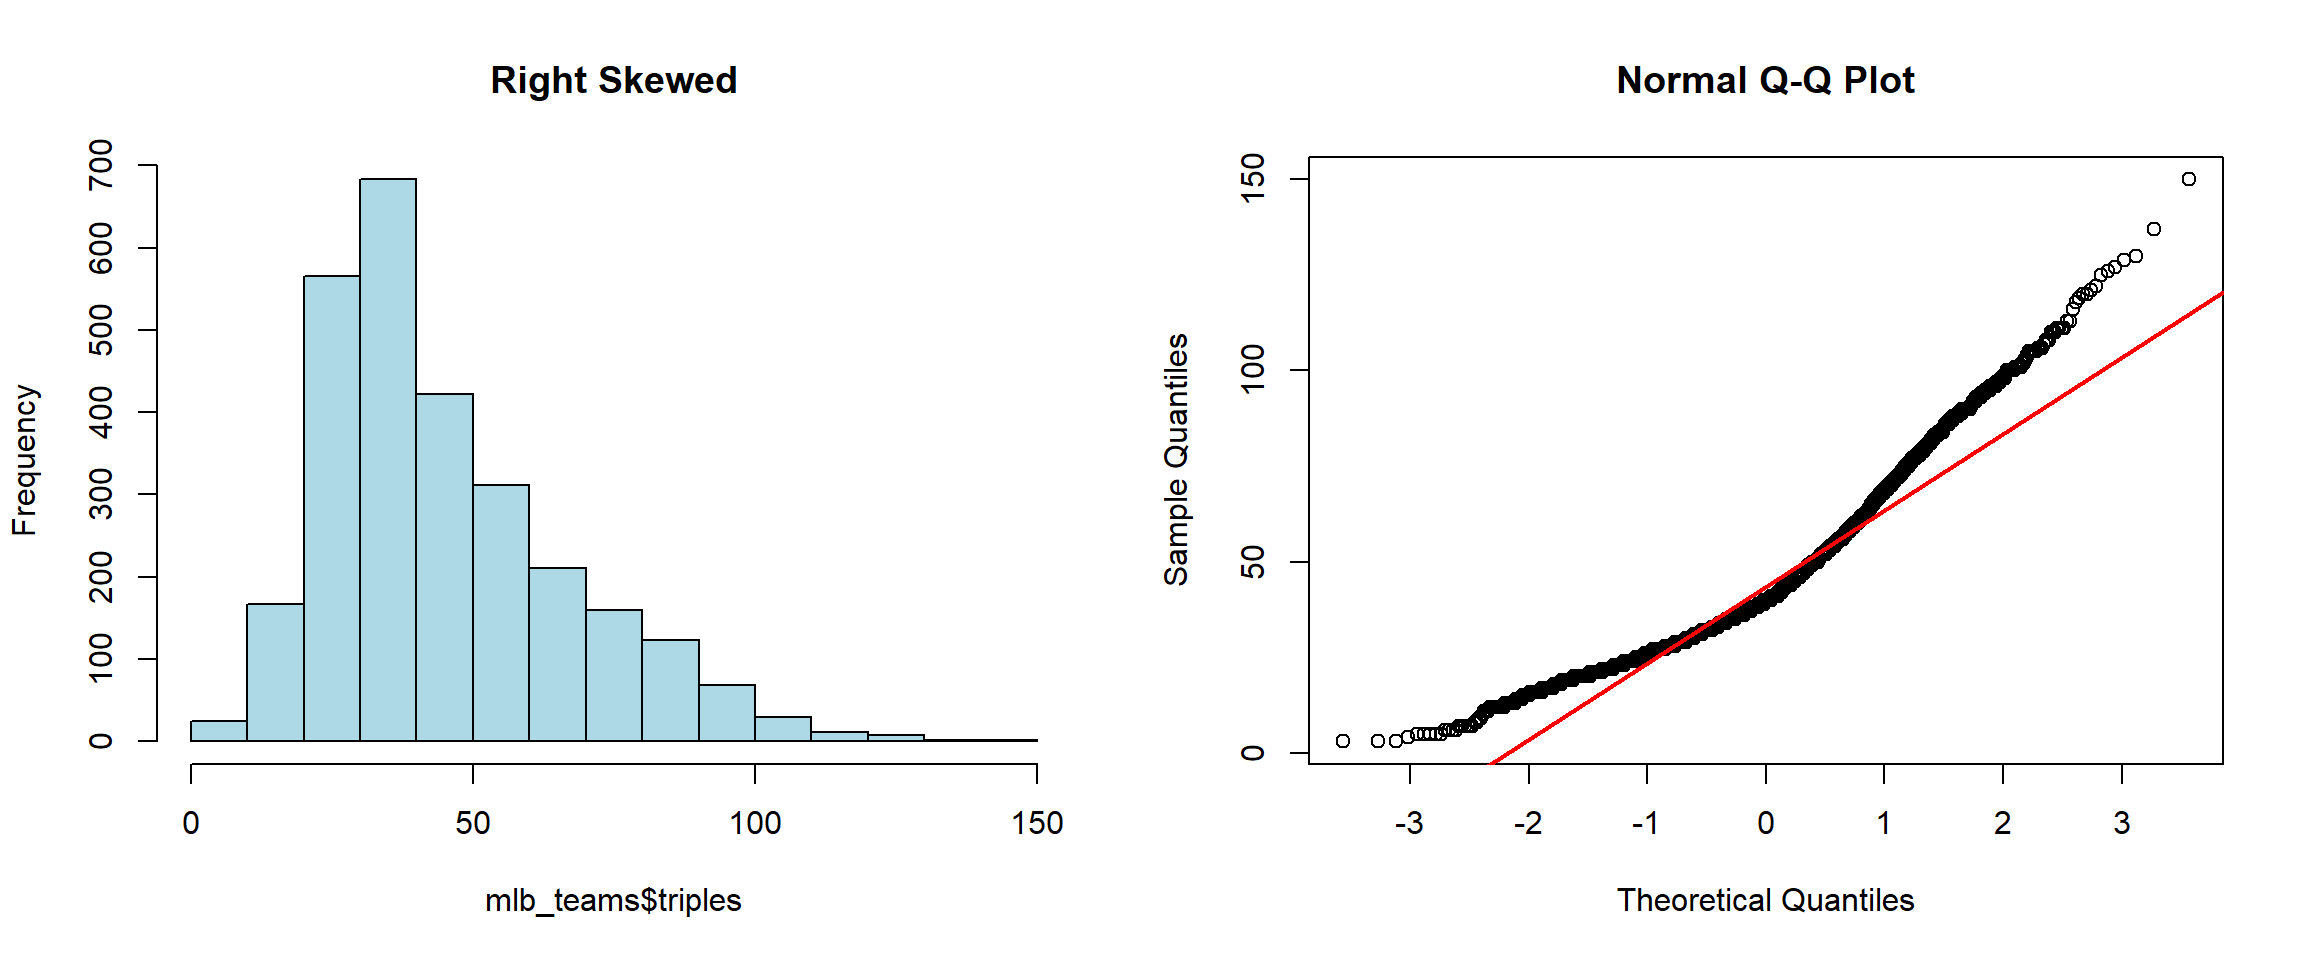 Right Skewed
Frequency
0 100 200 300 400 500 600 700
0 50 100 150
mlb_teams$triples
Normal Q-Q Plot
Sample Quantiles
0 50 100 150
-3 -2 -1 0 1 2 3
Theoretical Quantiles